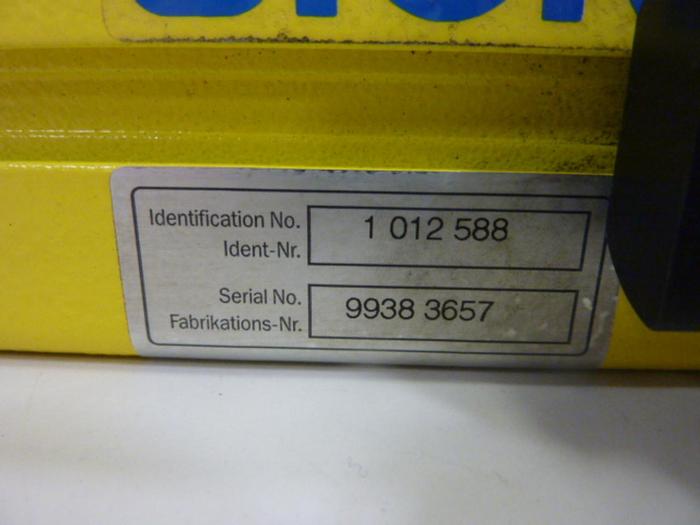 Identification No. 1 012 588
Ident-Nr.
Serial No. 9938 3657
Fabrikations-Nr.